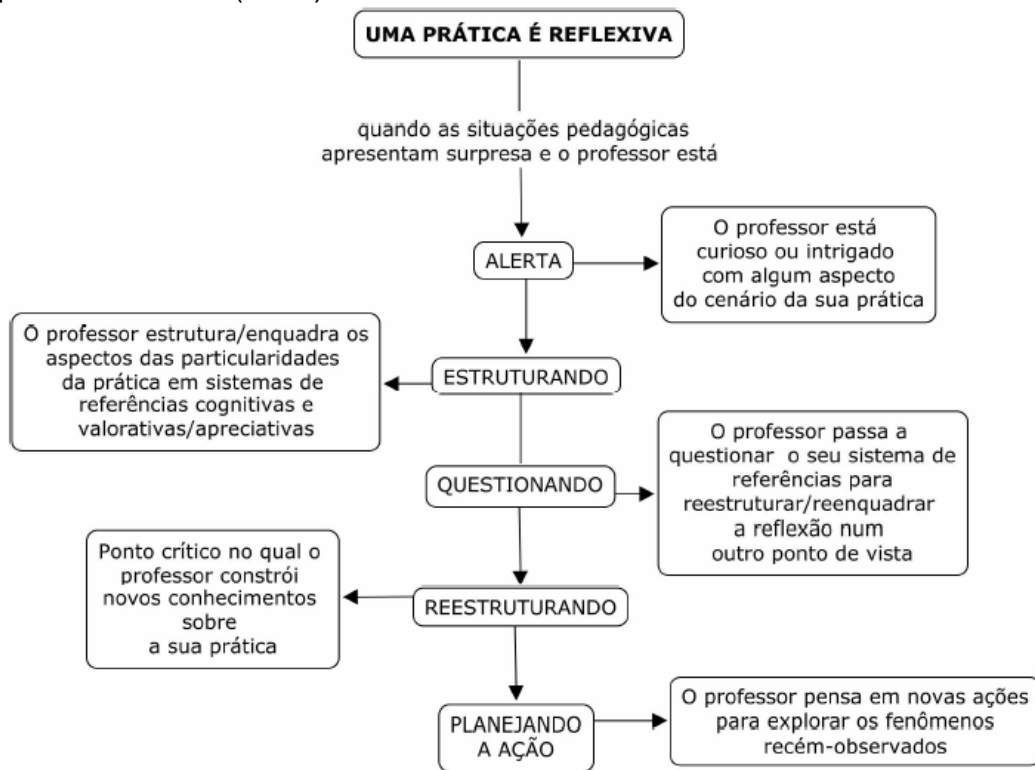 UMA PRÁTICA É REFLEXIVA
quando as situações pedagógicas
apresentam surpresa e o professor está
ALERTA
O professor está
curioso ou intrigado
com algum aspecto
do cenário da sua prática
O professor estrutura/enquadra os
aspectos das particularidades
da prática em sistemas de
referências cognitivas e
valorativas/apreciativas
ESTRUTURANDO
QUESTIONANDO
O professor passa a
questionar o seu sistema de
referências para
reestruturar/reenquadrar
a reflexão num
outro ponto de vista
Ponto crítico no qual o
professor constrói
novos conhecimentos
sobre
a sua prática
REESTRUTURANDO
PLANEJANDO
A AÇÃO
O professor pensa em novas ações
para explorar os fenômenos
recém-observados